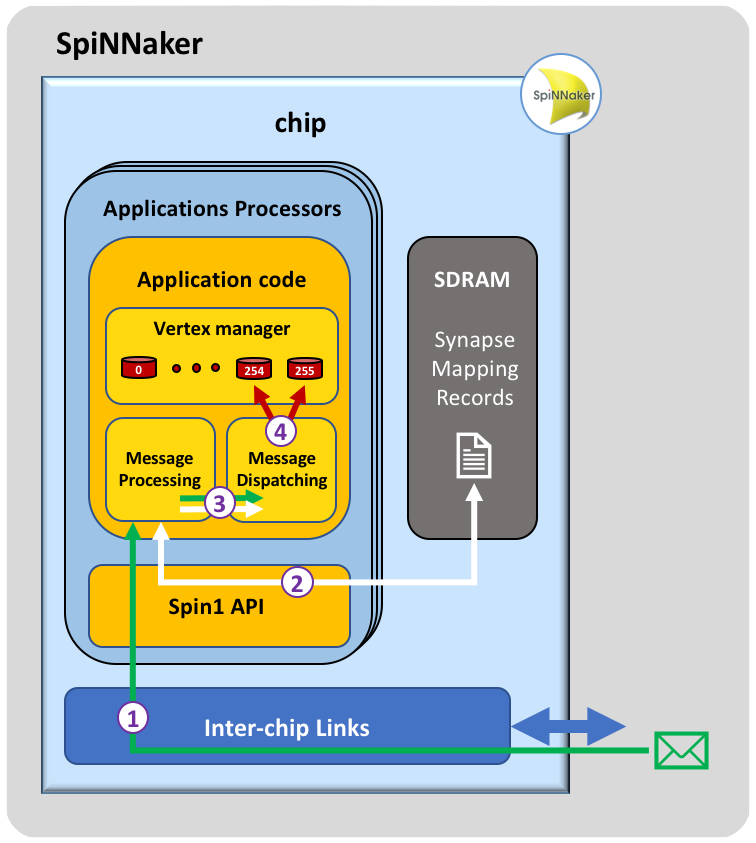 SpiNNaker
SpiNNaker
chip
Applications Processors
Application code
Vertex manager
0
254
255
4
Message
Processing
Message
Dispatching
3
SDRAM
Synapse
Mapping
Records
2
Spin1 API
1
Inter-chip Links